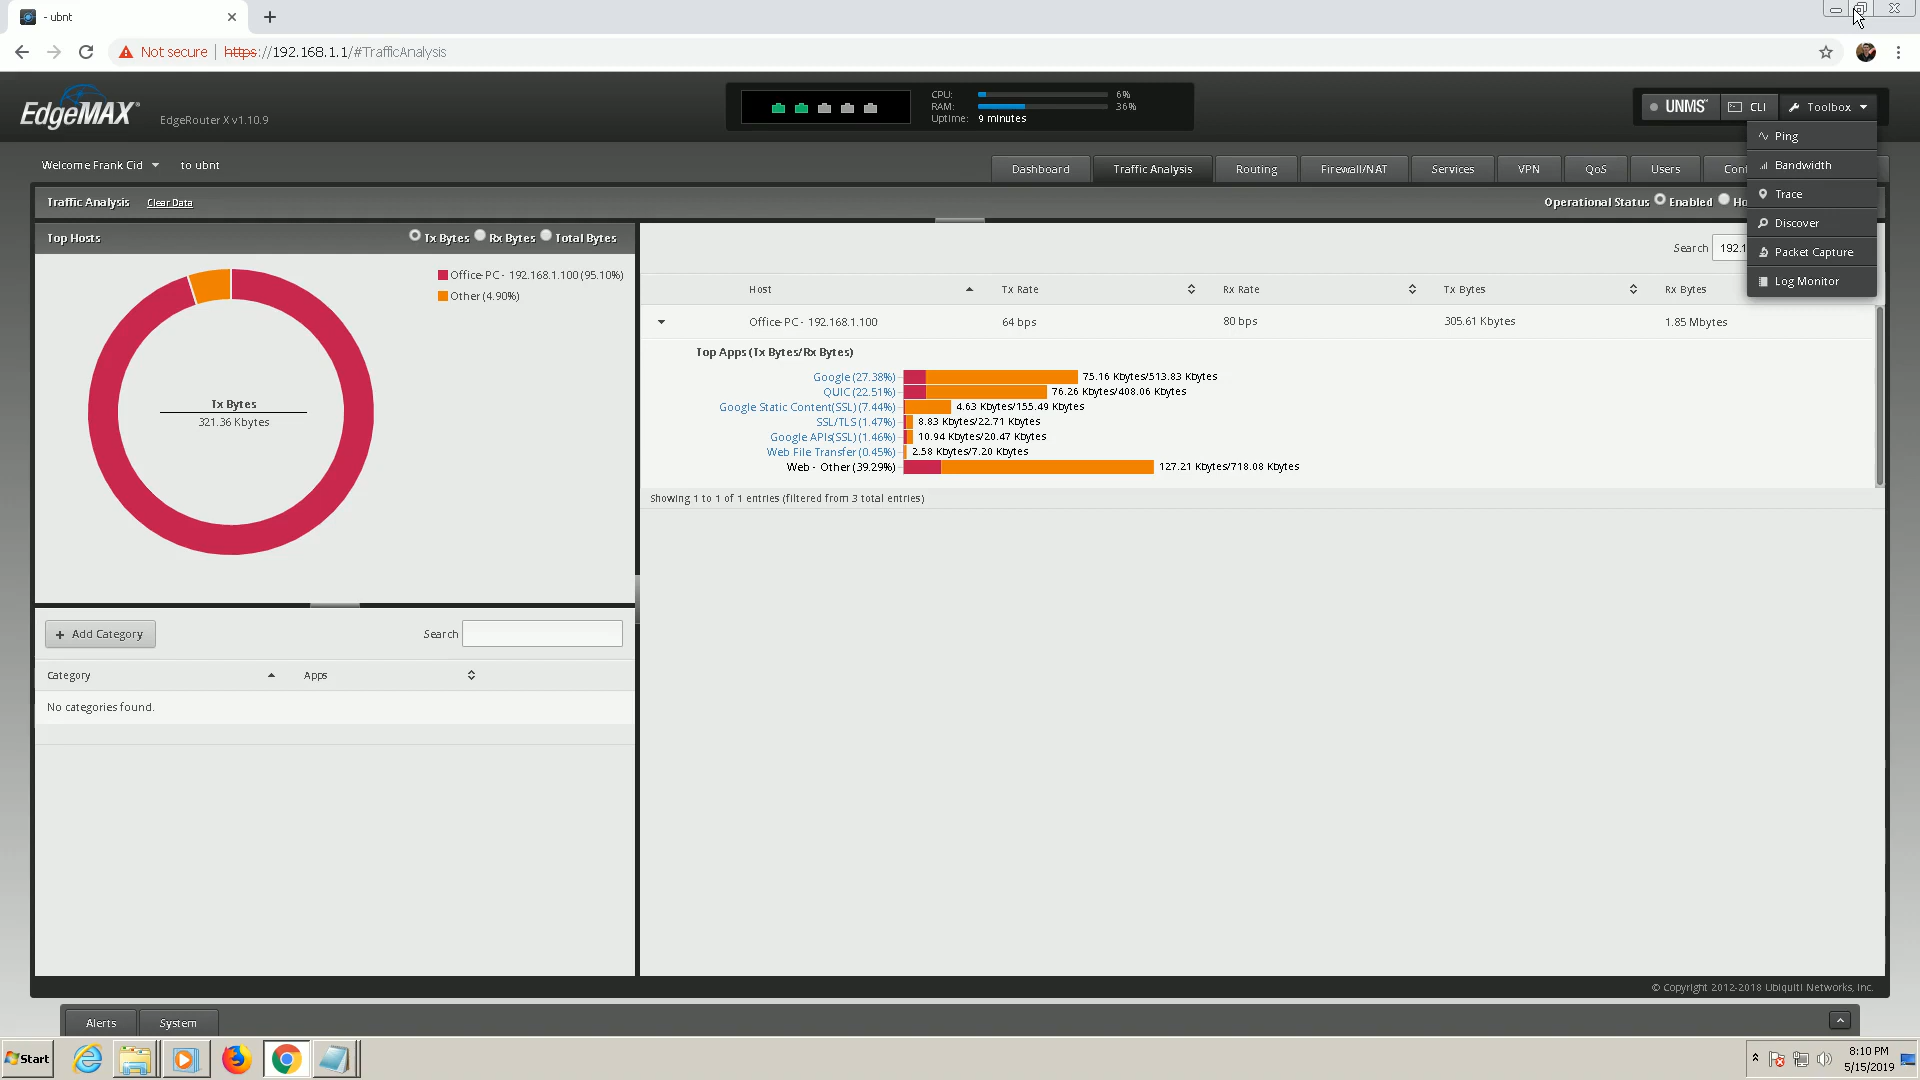 - ubnt
Not secure | https://192.168.1.1/#TrafficAnalysis
EdgeMAX
EdgeRouter X v1.10.9
CPU: 6%
RAM: 36%
Uptime: 9 minutes
UNMS CLI Toolbox
Ping
Bandwidth
Trace
Discover
Packet Capture
Log Monitor
Welcome Frank Cid to ubnt
Dashboard Traffic Analysis Routing Firewall/NAT Services VPN QoS Users Con
Traffic Analysis Clear Data
Operational Status Enabled Ho
Top Hosts Tx Bytes Rx Bytes Total Bytes
Office-PC - 192.168.1.100 (95.10%)
Other (4.90%)
Tx Bytes
321.36 Kbytes
Search 192.1
Host Tx Rate Rx Rate Tx Bytes Rx Bytes
Office-PC - 192.168.1.100 64 bps 80 bps 305.61 Kbytes 1.85 Mbytes
Top Apps (Tx Bytes/Rx Bytes)
Google (27.38%) 75.16 Kbytes/513.83 Kbytes
QUIC (22.51%) 76.26 Kbytes/408.06 Kbytes
Google Static Content(SSL) (7.44%) 4.63 Kbytes/155.49 Kbytes
SSL/TLS (1.47%) 8.83 Kbytes/22.71 Kbytes
Google APIs(SSL) (1.46%) 10.94 Kbytes/20.47 Kbytes
Web File Transfer (0.45%) 2.58 Kbytes/7.20 Kbytes
Web - Other (39.29%) 127.21 Kbytes/718.08 Kbytes
Showing 1 to 1 of 1 entries (filtered from 3 total entries)
+ Add Category Search
Category Apps
No categories found.
© Copyright 2012-2018 Ubiquiti Networks, Inc.
Alerts System
Start
8:10 PM
5/15/2019